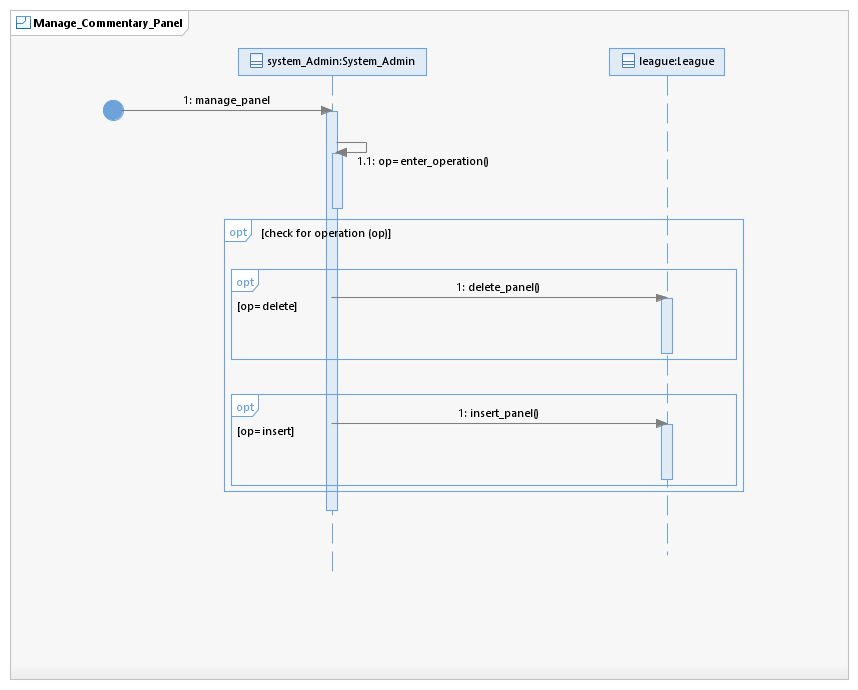 Manage_Commentary_Panel
system_Admin:System_Admin
league:League
1: manage_panel
1.1: op=enter_operation()
opt [check for operation (op)]
opt
1: delete_panel()
[op=delete]
opt
1: insert_panel()
[op=insert]